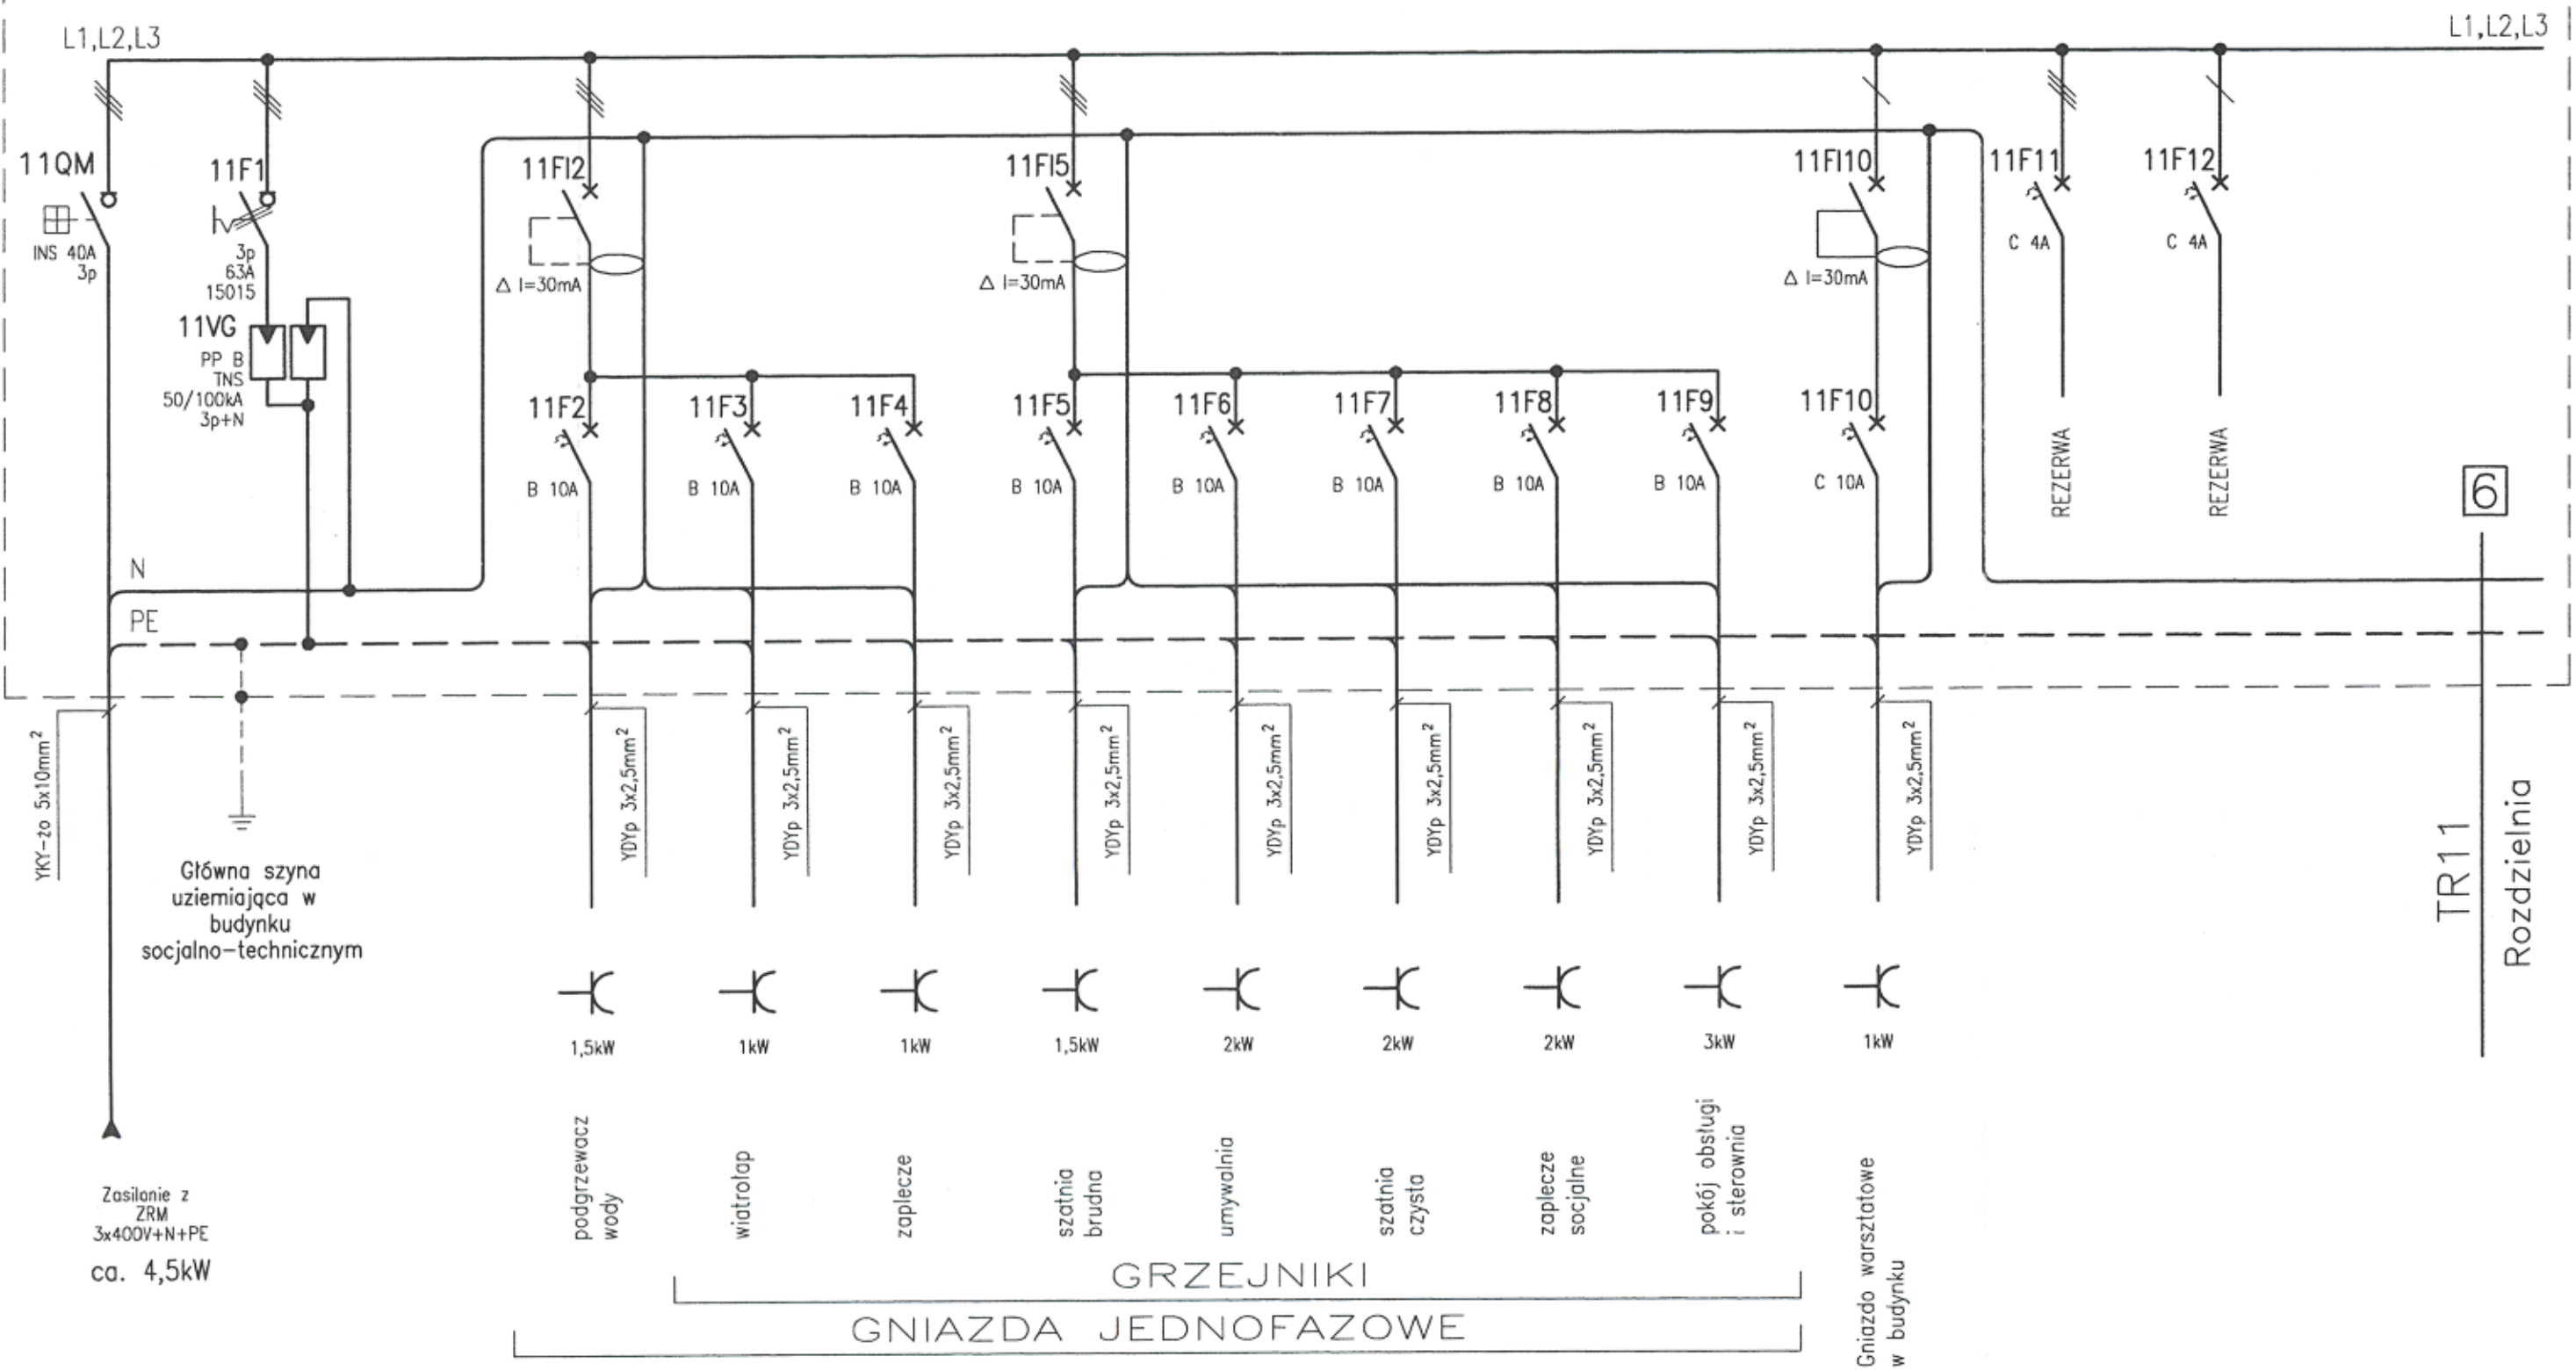 L1,L2,L3
L1,L2,L3
11QM
INS 40A
3p
11F1
3p
63A
15015
11VG
PP B
TNS
50/100kA
3p+N
11FI2
Δ I=30mA
11FI5
Δ I=30mA
11FI10
Δ I=30mA
11F11
C 4A
REZERWA
11F12
C 4A
REZERWA
11F2
B 10A
11F3
B 10A
11F4
B 10A
11F5
B 10A
11F6
B 10A
11F7
B 10A
11F8
B 10A
11F9
B 10A
11F10
C 10A
6
N
PE
YKY-żo 5x10mm²
Główna szyna
uziemiająca w
budynku
socjalno-technicznym
YDYp 3x2,5mm²
YDYp 3x2,5mm²
YDYp 3x2,5mm²
YDYp 3x2,5mm²
YDYp 3x2,5mm²
YDYp 3x2,5mm²
YDYp 3x2,5mm²
YDYp 3x2,5mm²
YDYp 3x2,5mm²
TR11
Rozdzielnia
1,5kW
1kW
1kW
1,5kW
2kW
2kW
2kW
3kW
1kW
podgrzewacz
wody
wiatrołap
zaplecze
szatnia
brudna
umywalnia
szatnia
czysta
zaplecze
socjalne
pokój obsługi
i sterownia
Gniazdo warsztatowe
w budynku
Zasilanie z
ZRM
3x400V+N+PE
ca. 4,5kW
GRZEJNIKI
GNIAZDA JEDNOFAZOWE